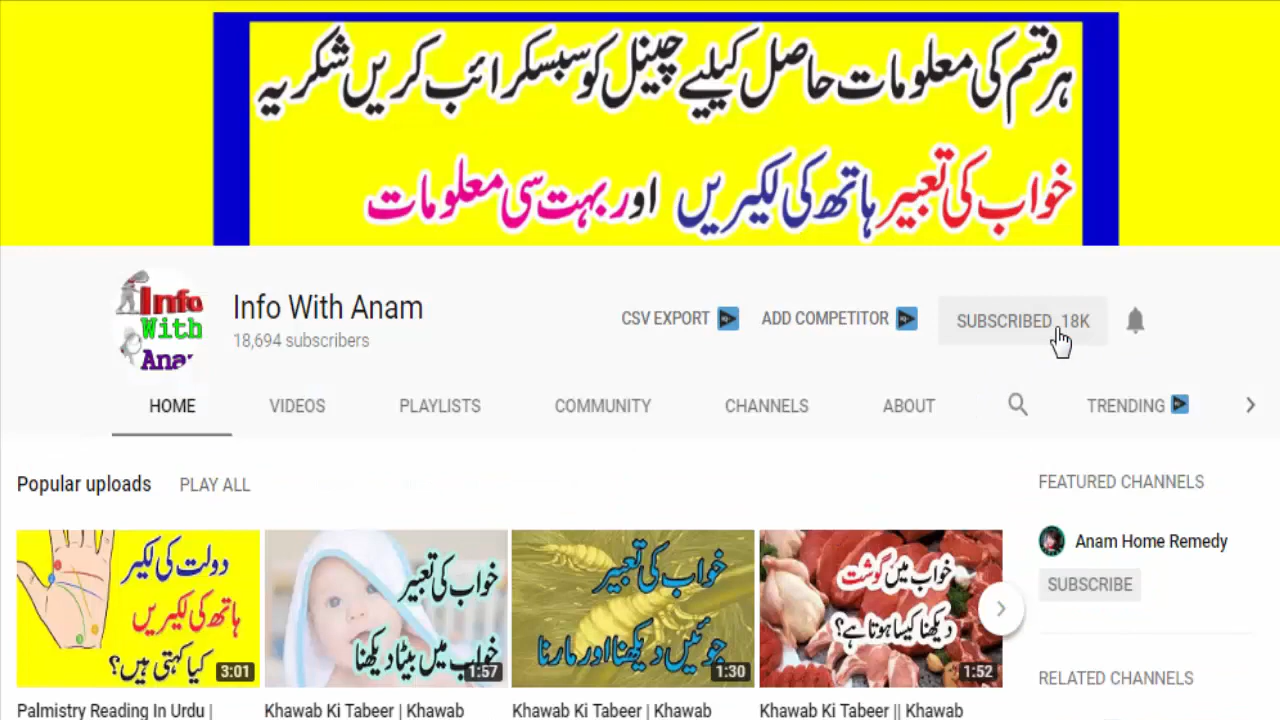 ہر قسم کی معلومات حاصل کیلیے چینل کو سبسکرائب کریں شکریہ
خواب کی تعبیر ہاتھ کی لکیریں اور بہت سی معلومات
Info
With
Info With Anam
18,694 subscribers
CSV EXPORT
ADD COMPETITOR
SUBSCRIBED 18K
HOME
VIDEOS
PLAYLISTS
COMMUNITY
CHANNELS
ABOUT
TRENDING
Popular uploads
PLAY ALL
FEATURED CHANNELS
Anam Home Remedy
SUBSCRIBE
RELATED CHANNELS
دولت کی لکیر
ہاتھ کی لکیریں
کیا کہتی ہیں؟
3:01
Palmistry Reading In Urdu |
خواب کی تعبیر
خواب میں بیٹا دیکھنا
1:57
Khawab Ki Tabeer | Khawab
خواب کی تعبیر
جوئیں دیکھنا اور مارنا
1:30
Khawab Ki Tabeer | Khawab
خواب میں گوشت
دیکھنا کیسا ہوتا ہے؟
1:52
Khawab Ki Tabeer || Khawab